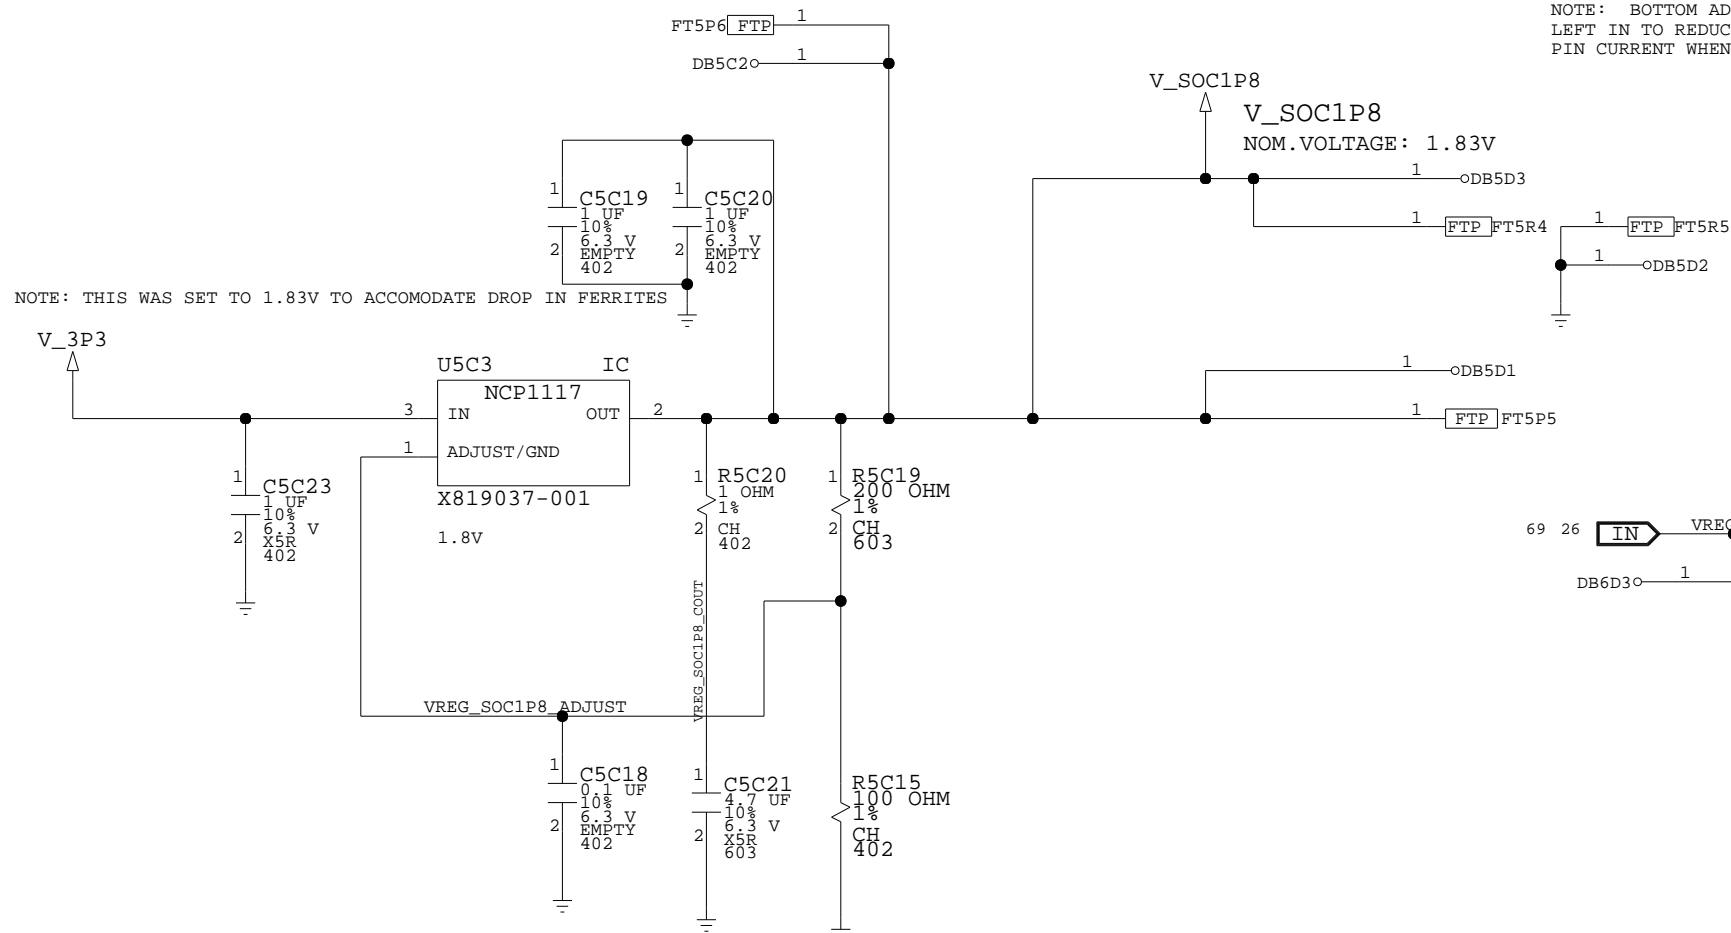 FT5P6 FTP 1
DB5C2 1
NOTE: BOTTOM AD
LEFT IN TO REDUC
PIN CURRENT WHEN
V_SOC1P8
V_SOC1P8
NOM.VOLTAGE: 1.83V
1 DB5D3
1 FTP FT5R4
1 FTP FT5R5
1 DB5D2
1
C5C19
1 UF
10%
6.3 V
2
EMPTY
402
1
C5C20
1 UF
10%
6.3 V
2
EMPTY
402
NOTE: THIS WAS SET TO 1.83V TO ACCOMODATE DROP IN FERRITES
V_3P3
U5C3 IC
NCP1117
3 IN OUT 2
1 ADJUST/GND
X819037-001
1.8V
1 DB5D1
1 FTP FT5P5
1
C5C23
1 UF
10%
6.3 V
2
X5R
402
1
R5C20
1 OHM
1%
2
CH
402
1
R5C19
200 OHM
1%
2
CH
603
69 26 IN VREG
DB6D3 1
VREG_SOC1P8_COUT
VREG_SOC1P8_ADJUST
1
C5C18
0.1 UF
10%
6.3 V
2
EMPTY
402
1
C5C21
4.7 UF
10%
6.3 V
2
X5R
603
R5C15
100 OHM
1%
CH
402